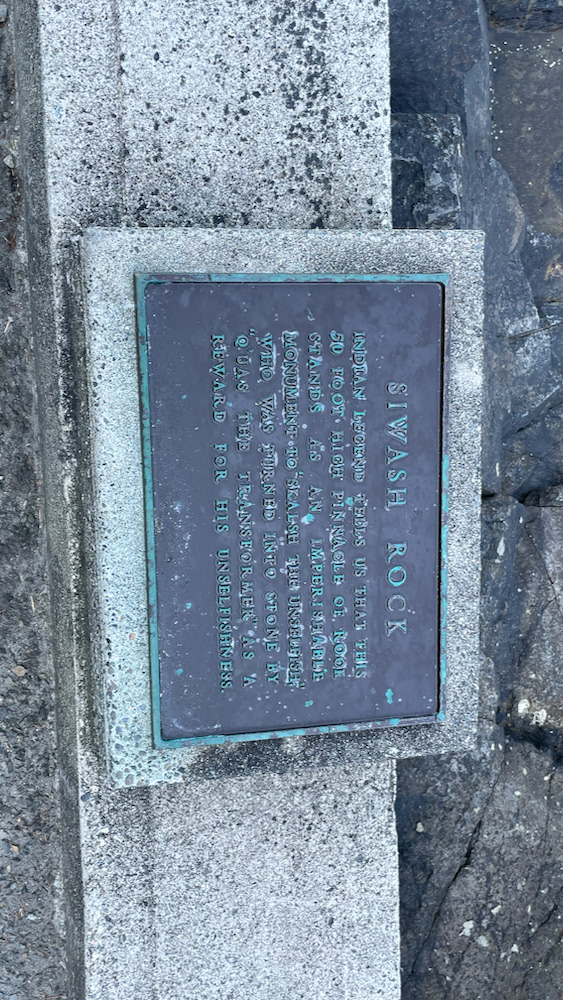 SIWASH ROCK
INDIAN LEGEND TELLS US THAT THIS
50 FOOT HIGH PINNACLE OF ROCK
STANDS AS AN IMPERISHABLE
MONUMENT TO "SKALSH THE UNSELFISH",
WHO WAS TURNED INTO STONE BY
"Q'UAS THE TRANSFORMER" AS A
REWARD FOR HIS UNSELFISHNESS.